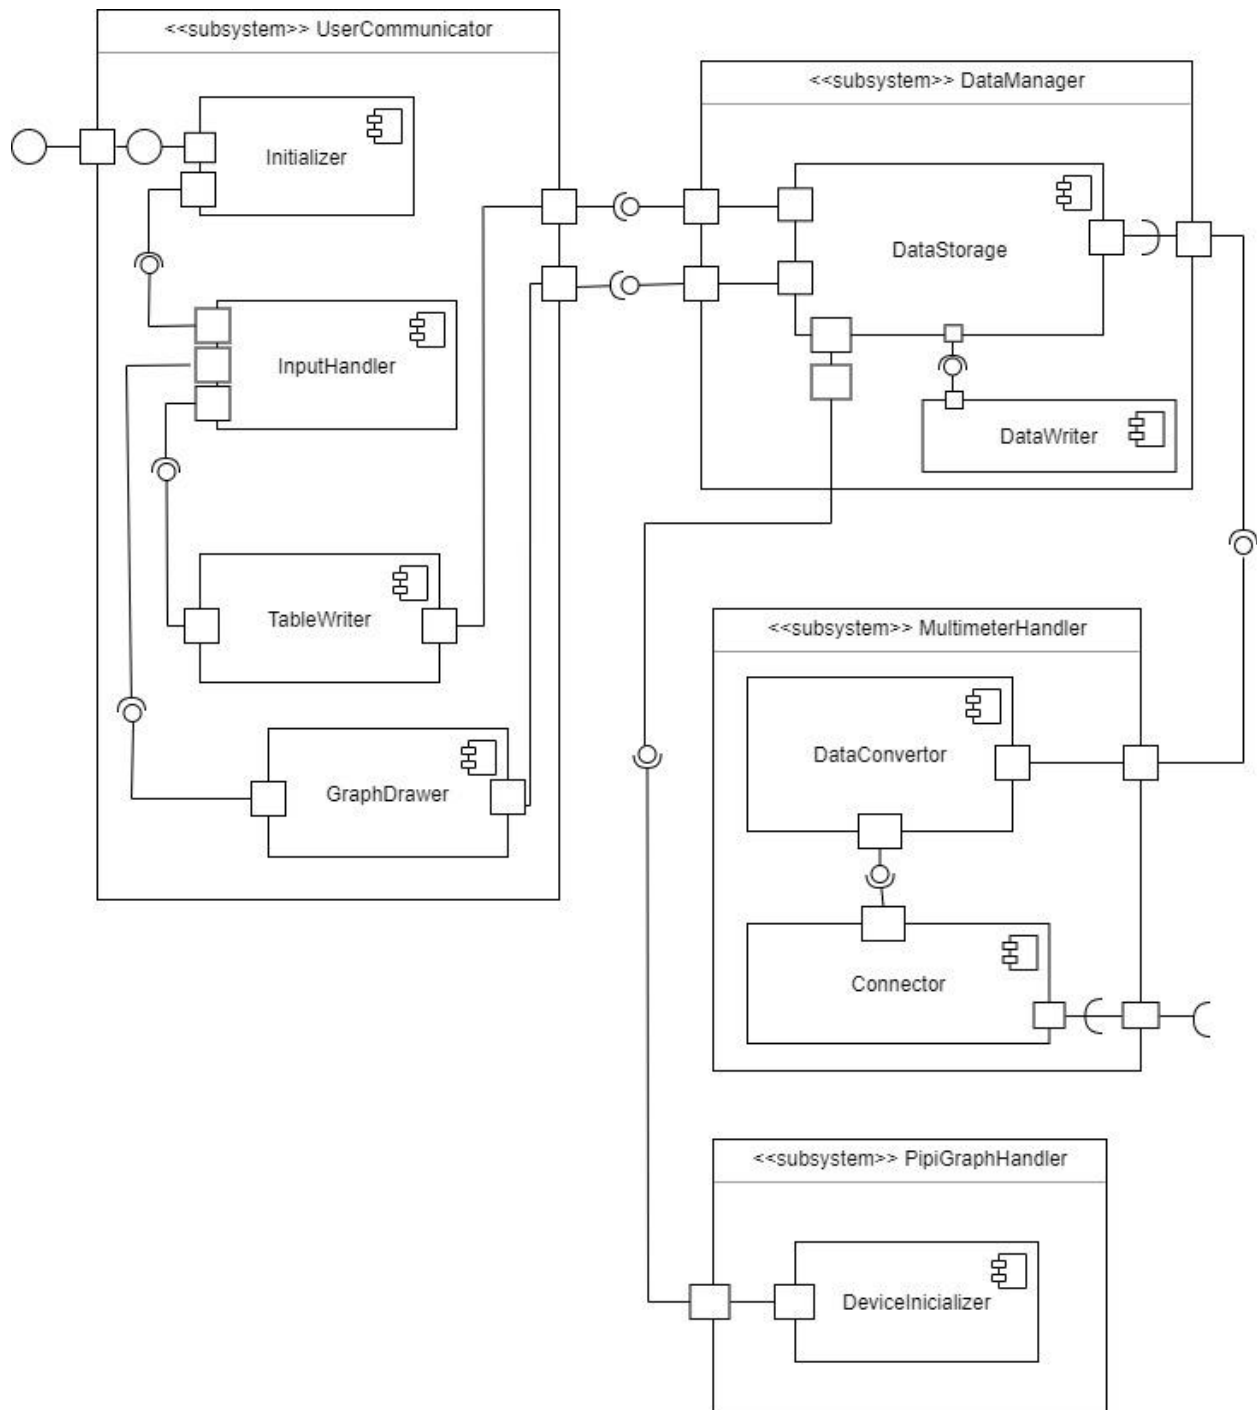 <<subsystem>> UserCommunicator
Initializer
InputHandler
TableWriter
GraphDrawer
<<subsystem>> DataManager
DataStorage
DataWriter
<<subsystem>> MultimeterHandler
DataConvertor
Connector
<<subsystem>> PipiGraphHandler
DeviceInicializer